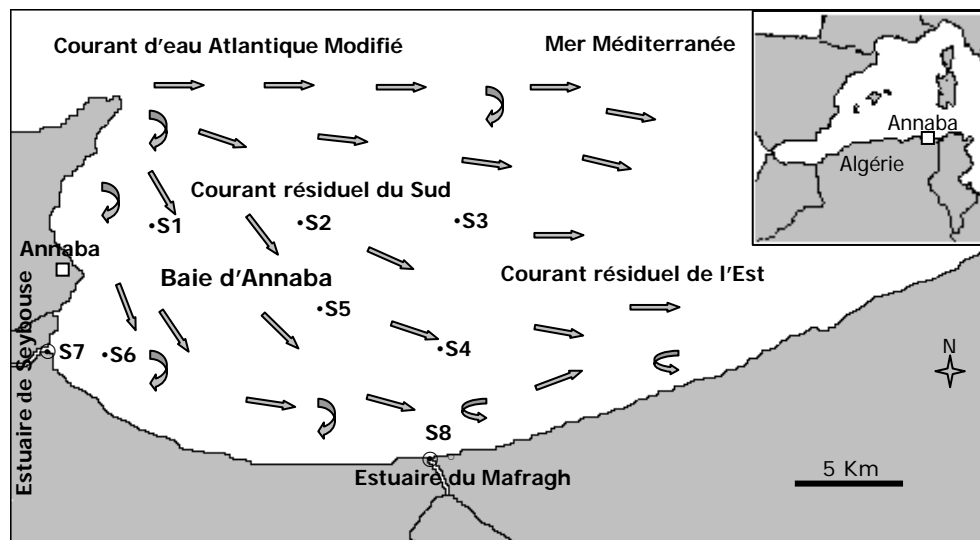 Courant d'eau Atlantique Modifié
Mer Méditerranée
Annaba
Algérie
Courant résiduel du Sud
•S1
•S2
•S3
Annaba
Baie d'Annaba
Courant résiduel de l'Est
•S5
Estuaire de Seybouse
S7
•S6
•S4
N
S8
Estuaire du Mafragh
5 Km